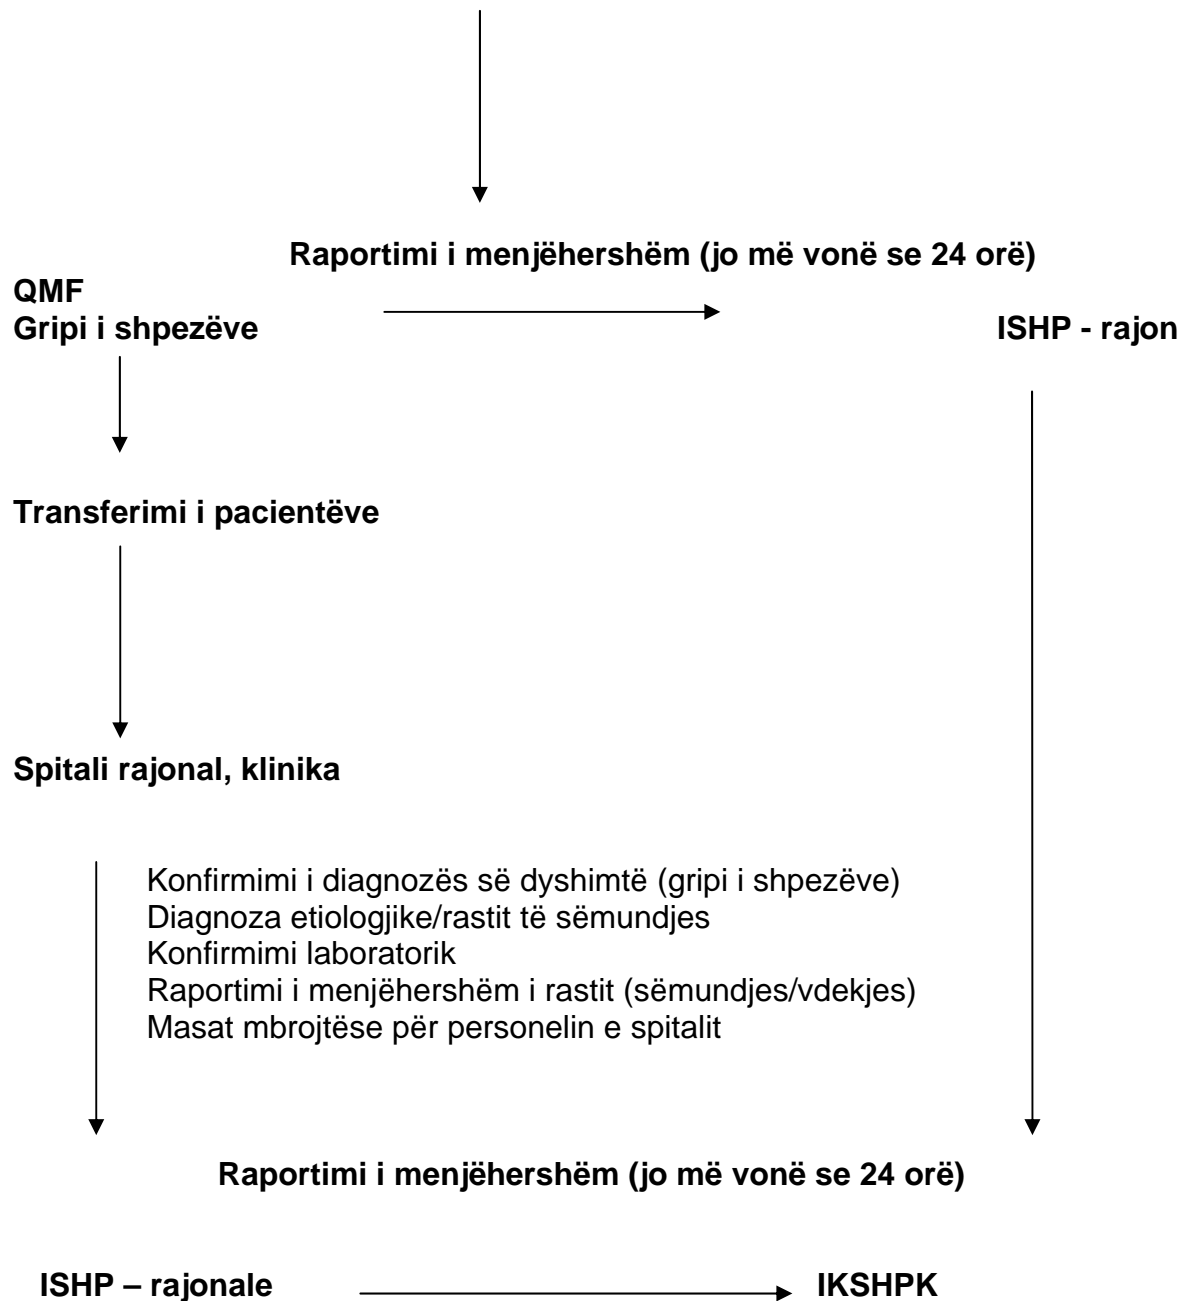 Raportimi i menjëhershëm (jo më vonë se 24 orë)
QMF
Gripi i shpezëve
ISHP - rajon
Transferimi i pacientëve
Spitali rajonal, klinika
Konfirmimi i diagnozës së dyshimtë (gripi i shpezëve)
Diagnoza etiologjike/rastit të sëmundjes
Konfirmimi laboratorik
Raportimi i menjëhershëm i rastit (sëmundjes/vdekjes)
Masat mbrojtëse për personelin e spitalit
Raportimi i menjëhershëm (jo më vonë se 24 orë)
ISHP – rajonale
IKSHPK